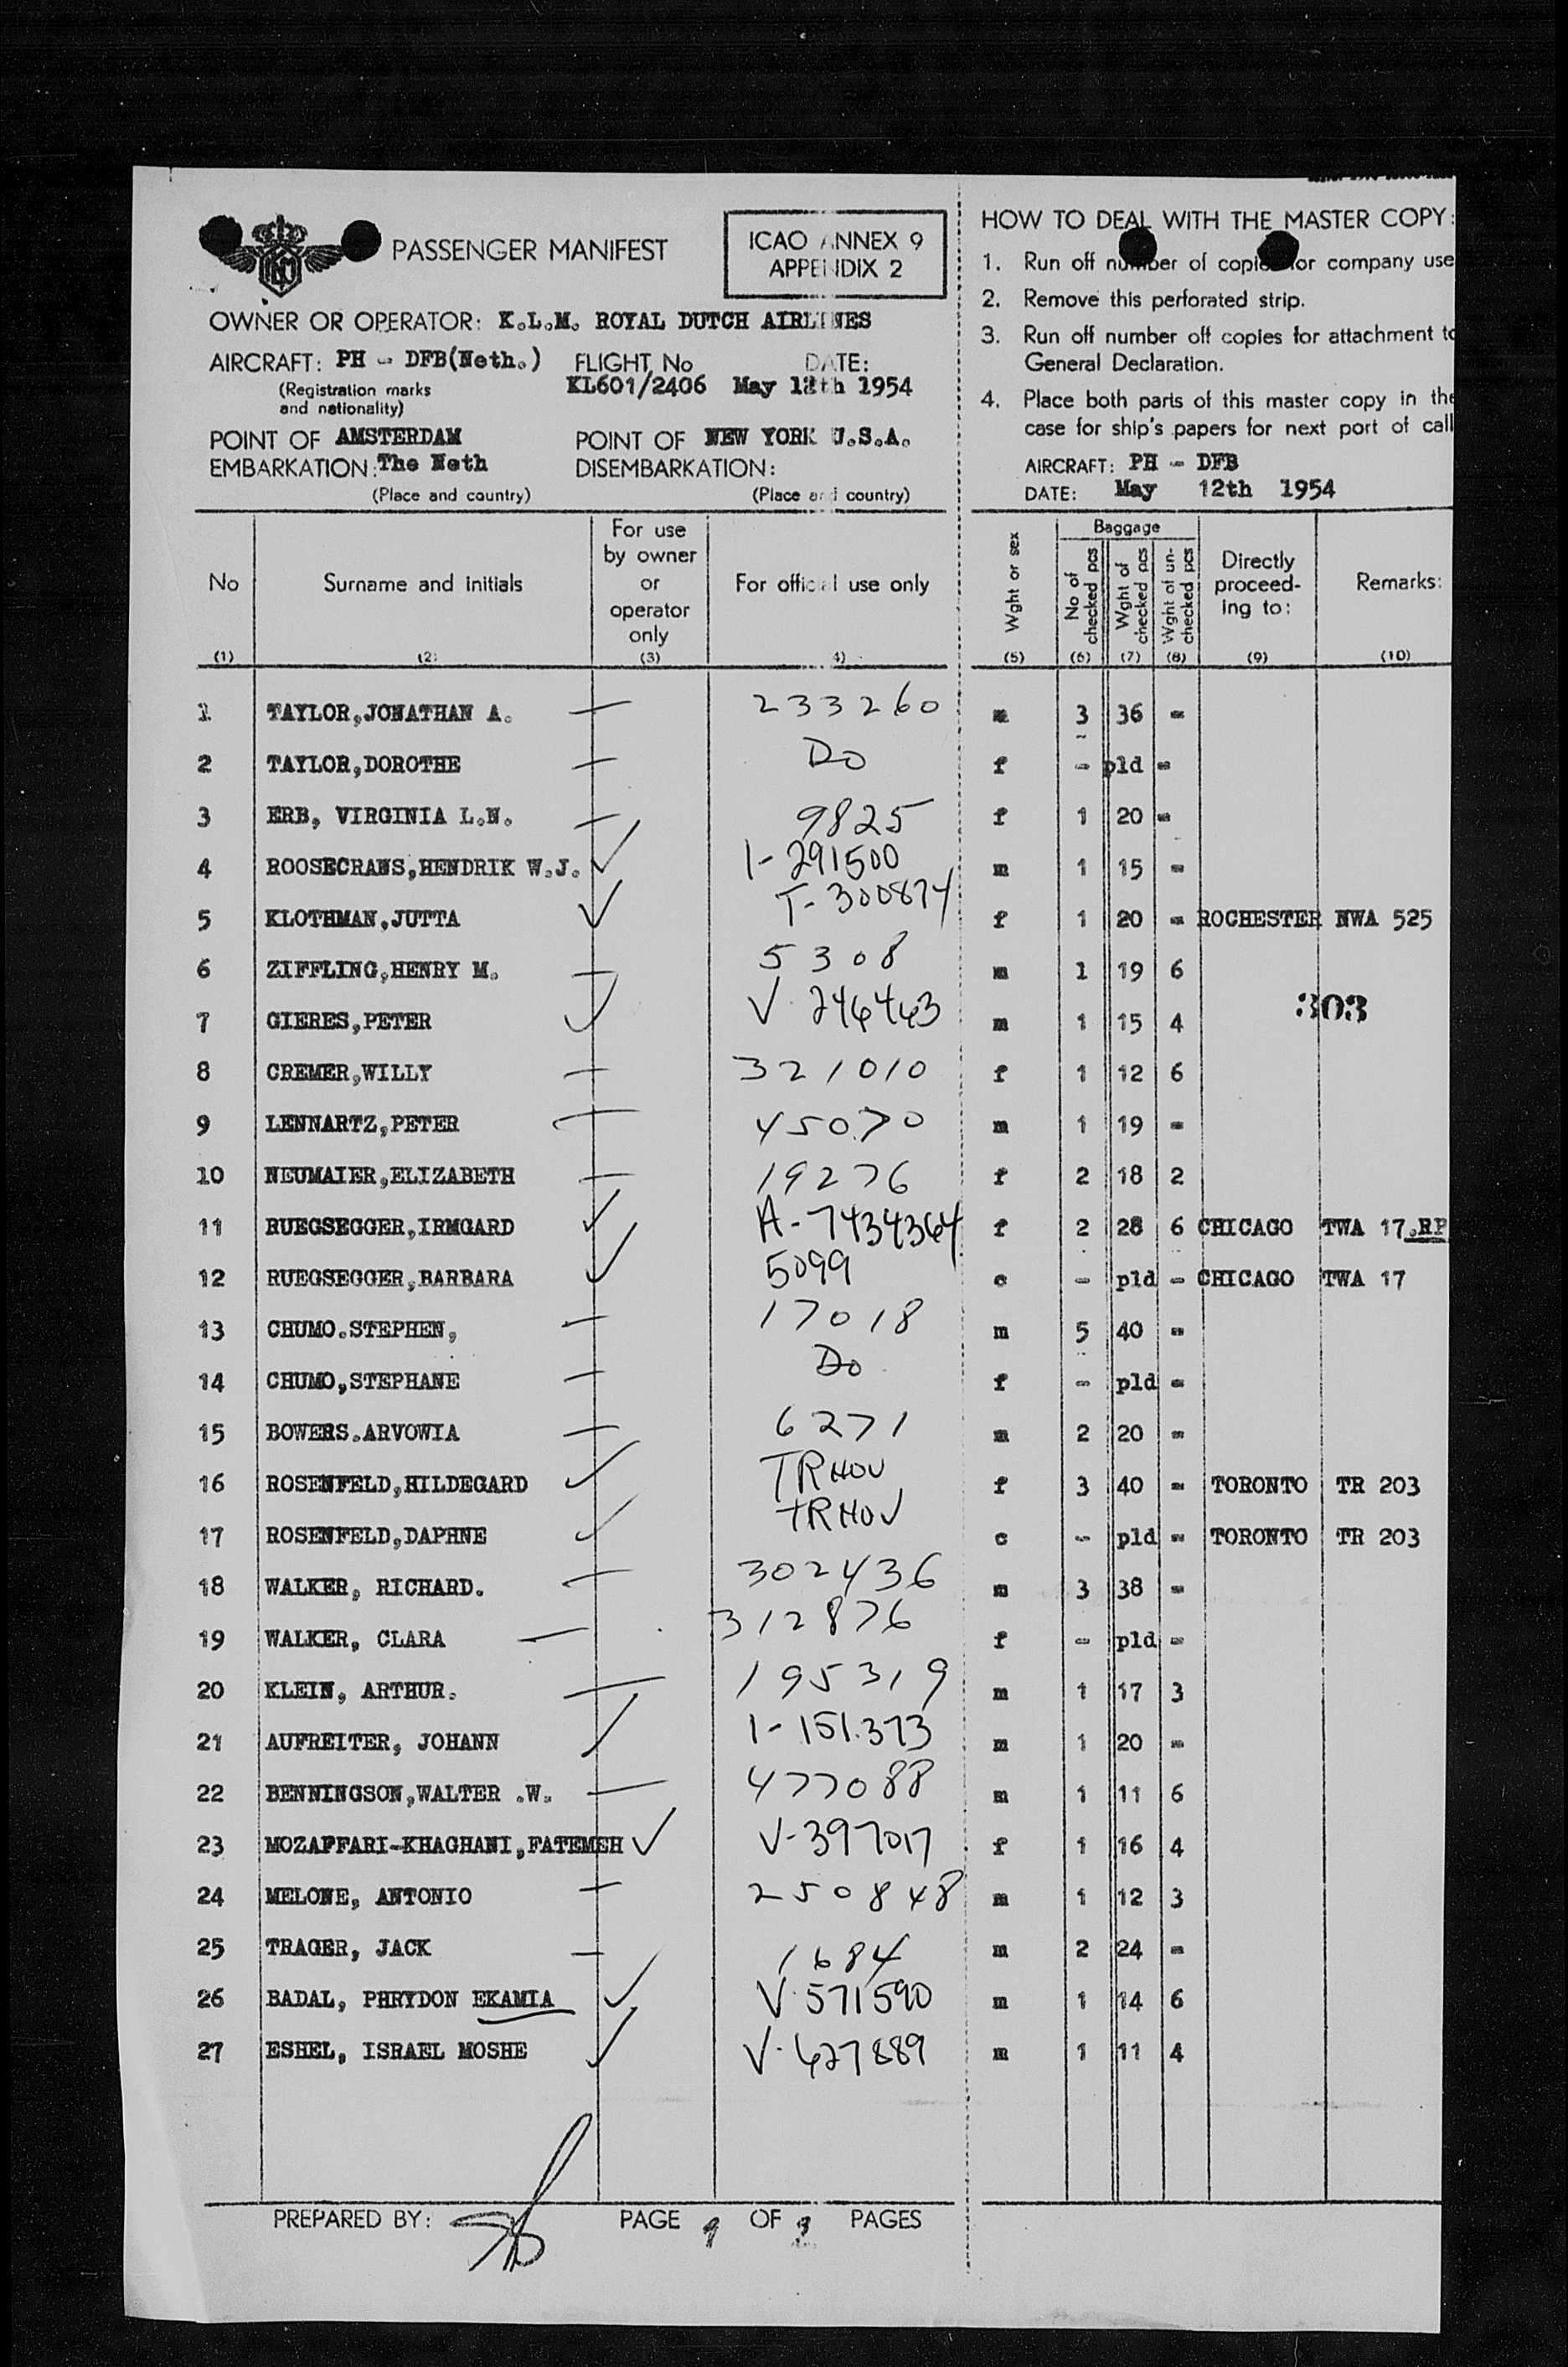 PASSENGER MANIFEST
ICAO ANNEX 9
APPENDIX 2
OWNER OR OPERATOR: K.L.M. ROYAL DUTCH AIRLINES
AIRCRAFT: PH - DFB(Neth.) FLIGHT No DATE:
(Registration marks KL601/2406 May 12th 1954
and nationality)
POINT OF AMSTERDAM POINT OF NEW YORK U.S.A.
EMBARKATION: The Neth DISEMBARKATION:
(Place and country) (Place and country)
HOW TO DEAL WITH THE MASTER COPY:
1. Run off number of copies for company use
2. Remove this perforated strip.
3. Run off number off copies for attachment to
General Declaration.
4. Place both parts of this master copy in the
case for ship's papers for next port of call
AIRCRAFT: PH - DFB
DATE: May 12th 1954
No Surname and initials For use by owner or operator only For official use only Wght or sex Baggage No of checked pcs Wght of checked pcs Wght of un-checked pcs Directly proceed-ing to: Remarks:
(1) (2) (3) (4) (5) (6) (7) (8) (9) (10)
1 TAYLOR,JONATHAN A. — 233260 m 3 36 -
2 TAYLOR,DOROTHE — Do f - pld -
3 ERB, VIRGINIA L.N. — 9825 f 1 20 -
4 ROOSECRANS,HENDRIK W.J. ✓ 1-291500 m 1 15 -
5 KLOTHMAN,JUTTA ✓ T-300874 f 1 20 - ROCHESTER NWA 525
6 ZIFFLING,HENRY M. — 5308 m 1 19 6
303
7 GIERES,PETER ✓ V-246443 m 1 15 4
8 CREMER,WILLY — 321010 f 1 12 6
9 LENNARTZ,PETER — 45070 m 1 19 -
10 NEUMAIER,ELIZABETH — 19276 f 2 18 2
11 RUEGSEGGER,IRMGARD ✓ A-7434364 f 2 28 6 CHICAGO TWA 17.RP
12 RUEGSEGGER,BARBARA ✓ 5099 c - pld - CHICAGO TWA 17
13 CHUMO.STEPHEN, — 17018 m 5 40 -
14 CHUMO,STEPHANE — Do f - pld -
15 BOWERS.ARVOWIA — 6271 m 2 20 -
16 ROSENFELD,HILDEGARD ✓ TRHOV f 3 40 - TORONTO TR 203
17 ROSENFELD,DAPHNE ✓ TRHOV c - pld - TORONTO TR 203
18 WALKER, RICHARD. — 302436 m 3 38 -
19 WALKER, CLARA — 312876 f - pld -
20 KLEIN, ARTHUR. — 195319 m 1 17 3
21 AUFREITER, JOHANN ✓ 1-151.373 m 1 20 -
22 BENNINGSON,WALTER .W. — 477088 m 1 11 6
23 MOZAFFARI-KHAGHANI,FATEMEH ✓ V-397017 f 1 16 4
24 MELONE, ANTONIO — 250848 m 1 12 3
25 TRAGER, JACK — 1684 m 2 24 -
26 BADAL, PHRYDON EKAMIA ✓ V-571590 m 1 14 6
27 ESHEL, ISRAEL MOSHE ✓ V-627889 m 1 11 4
PREPARED BY: PAGE 9 OF 9 PAGES